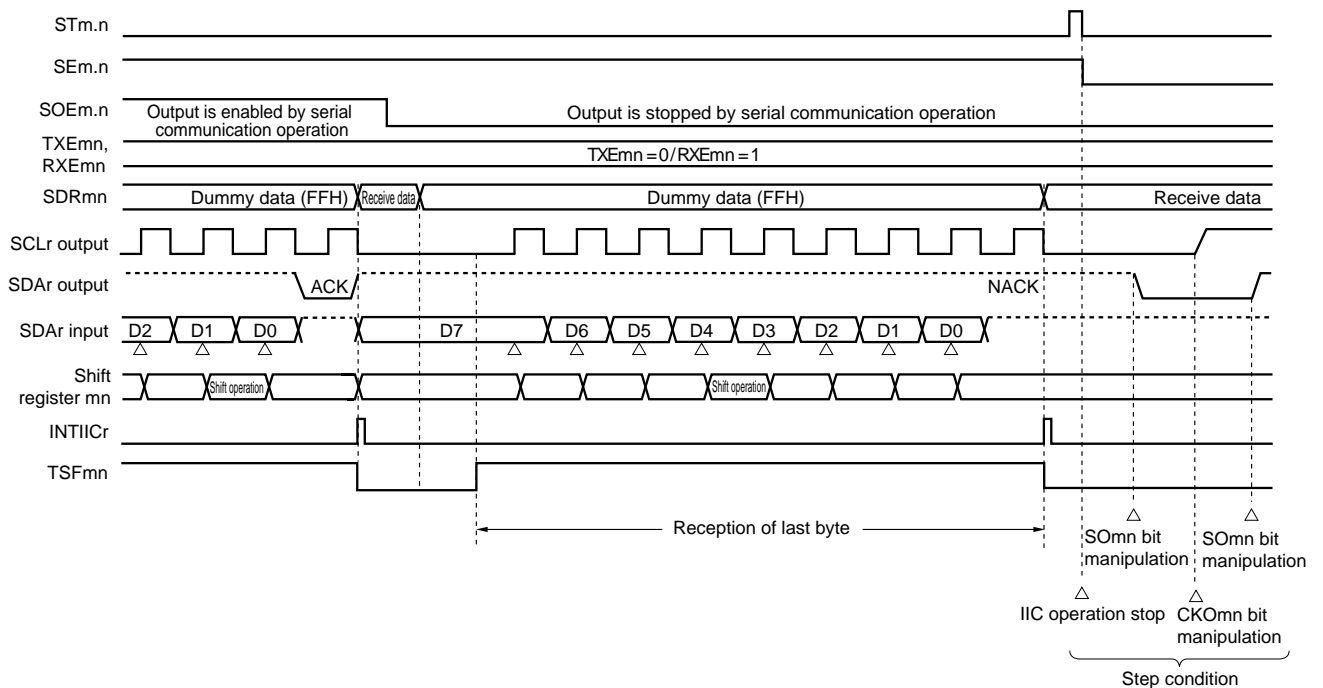 STm.n
SEm.n
SOEm.n
Output is enabled by serial
communication operation
Output is stopped by serial communication operation
TXEmn,
RXEmn
TXEmn = 0 / RXEmn = 1
SDRmn
Dummy data (FFH)
Receive data
Dummy data (FFH)
Receive data
SCLr output
SDAr output
ACK
NACK
SDAr input
D2
D1
D0
D7
D6
D5
D4
D3
D2
D1
D0
Shift
register mn
Shift operation
Shift operation
INTIICr
TSFmn
Reception of last byte
SOmn bit
manipulation
SOmn bit
manipulation
IIC operation stop
CKOmn bit
manipulation
Step condition